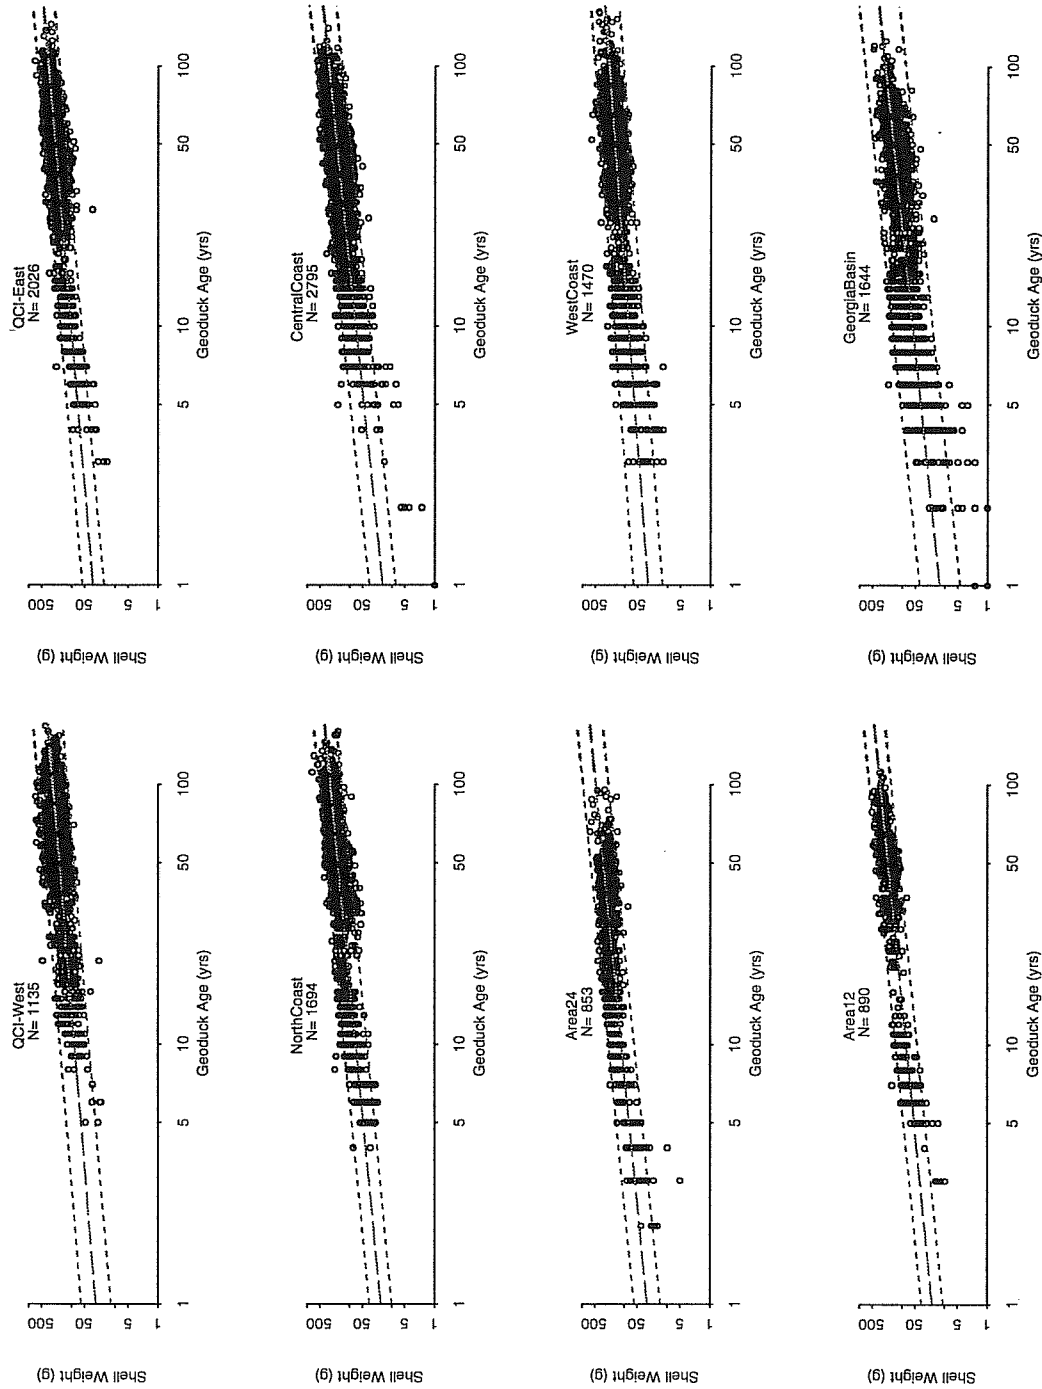 QCI-West
N= 1135
Shell Weight (g)
500
50
5
1
1
5
10
50
100
Geoduck Age (yrs)
QCI-East
N= 2026
Shell Weight (g)
500
50
5
1
1
5
10
50
100
Geoduck Age (yrs)
NorthCoast
N= 1694
Shell Weight (g)
500
50
5
1
1
5
10
50
100
Geoduck Age (yrs)
CentralCoast
N= 2795
Shell Weight (g)
500
50
5
1
1
5
10
50
100
Geoduck Age (yrs)
Area24
N= 853
Shell Weight (g)
500
50
5
1
1
5
10
50
100
Geoduck Age (yrs)
WestCoast
N= 1470
Shell Weight (g)
500
50
5
1
1
5
10
50
100
Geoduck Age (yrs)
Area12
N= 890
Shell Weight (g)
500
50
5
1
1
5
10
50
100
Geoduck Age (yrs)
GeorgiaBasin
N= 1644
Shell Weight (g)
500
50
5
1
1
5
10
50
100
Geoduck Age (yrs)